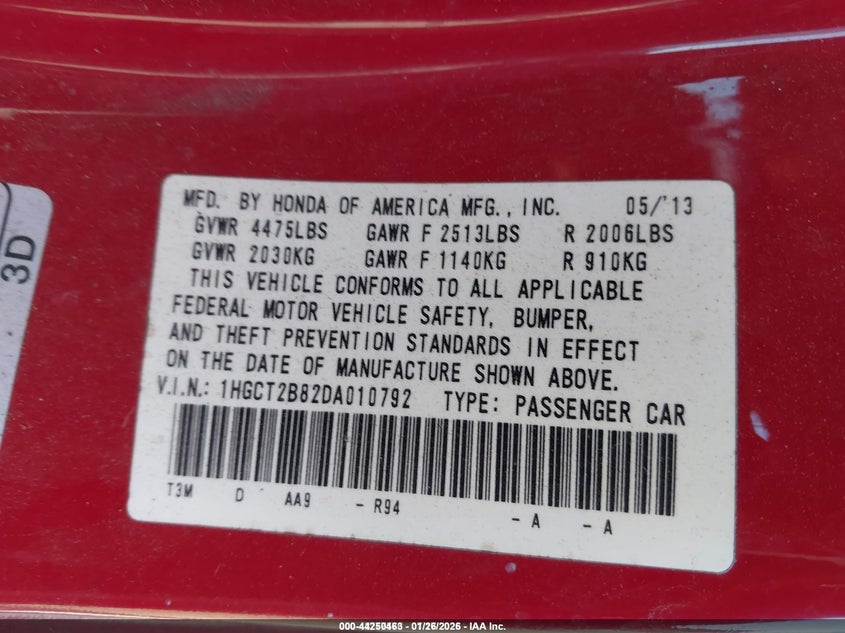 MFD. BY HONDA OF AMERICA MFG., INC. 05/'13
GVWR 4475LBS GAWR F 2513LBS R 2006LBS
GVWR 2030KG GAWR F 1140KG R 910KG
THIS VEHICLE CONFORMS TO ALL APPLICABLE
FEDERAL MOTOR VEHICLE SAFETY, BUMPER,
AND THEFT PREVENTION STANDARDS IN EFFECT
ON THE DATE OF MANUFACTURE SHOWN ABOVE.
V.I.N.: 1HGCT2B82DA010792 TYPE: PASSENGER CAR
T3M D AA9 - R94 - A - A
3D
000-44250463 - 01/26/2026 - IAA Inc.